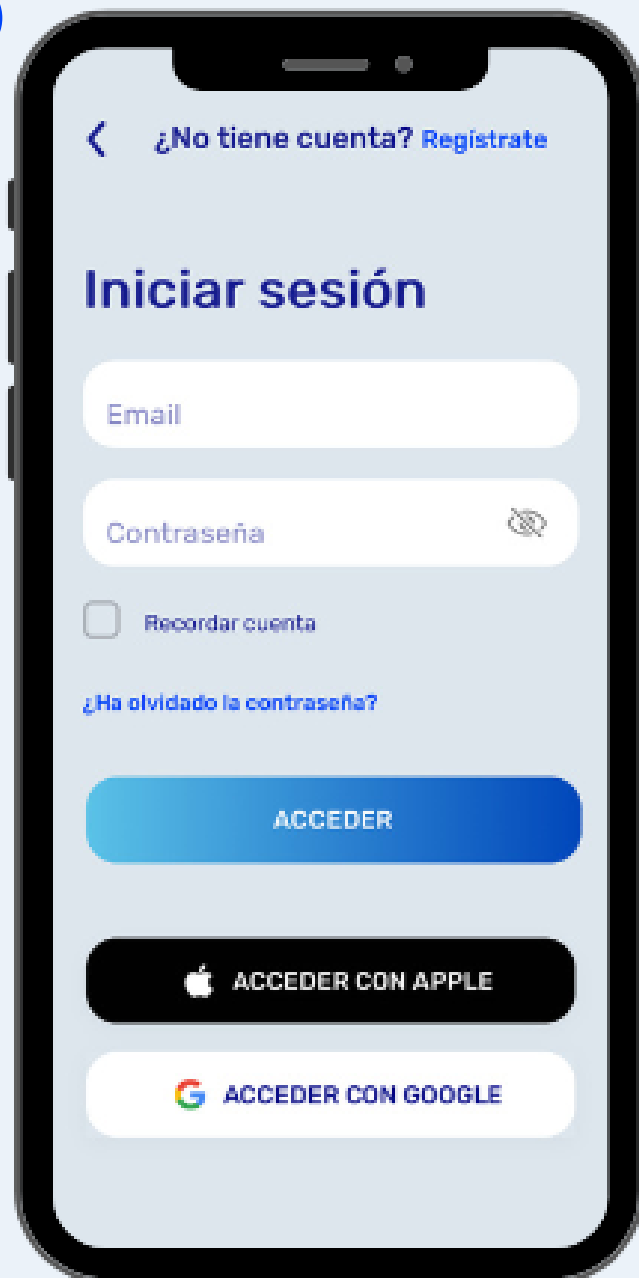 ¿No tiene cuenta? Regístrate
Iniciar sesión
Email
Contraseña
Recordar cuenta
¿Ha olvidado la contraseña?
ACCEDER
ACCEDER CON APPLE
ACCEDER CON GOOGLE